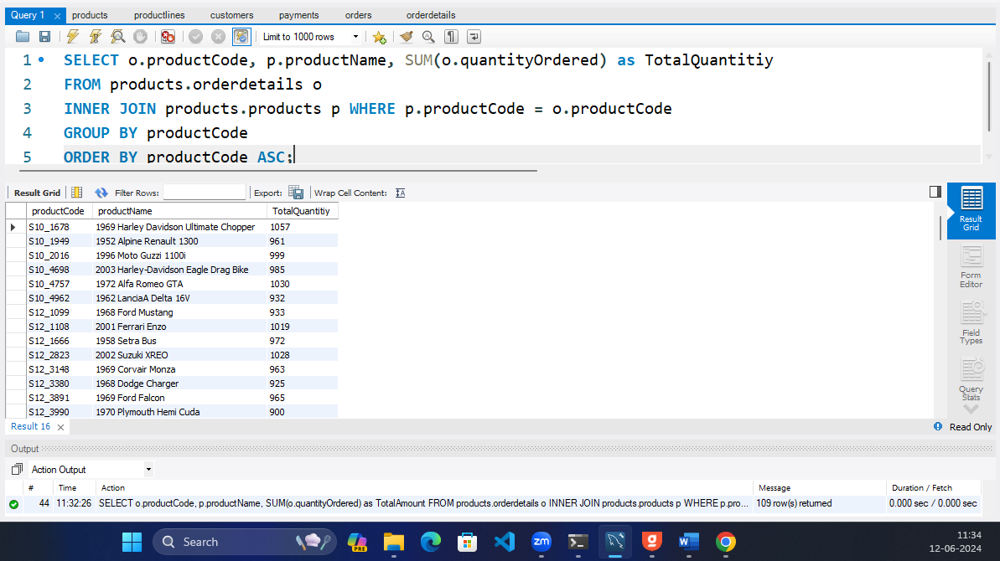 Query 1 products productlines customers payments orders orderdetails
Limit to 1000 rows
1 SELECT o.productCode, p.productName, SUM(o.quantityOrdered) as TotalQuantitiy
2 FROM products.orderdetails o
3 INNER JOIN products.products p WHERE p.productCode = o.productCode
4 GROUP BY productCode
5 ORDER BY productCode ASC;
Result Grid Filter Rows: Export: Wrap Cell Content:
productCode productName TotalQuantitiy
S10_1678 1969 Harley Davidson Ultimate Chopper 1057
S10_1949 1952 Alpine Renault 1300 961
S10_2016 1996 Moto Guzzi 1100i 999
S10_4698 2003 Harley-Davidson Eagle Drag Bike 985
S10_4757 1972 Alfa Romeo GTA 1030
S10_4962 1962 LanciaA Delta 16V 932
S12_1099 1968 Ford Mustang 933
S12_1108 2001 Ferrari Enzo 1019
S12_1666 1958 Setra Bus 972
S12_2823 2002 Suzuki XREO 1028
S12_3148 1969 Corvair Monza 963
S12_3380 1968 Dodge Charger 925
S12_3891 1969 Ford Falcon 965
S12_3990 1970 Plymouth Hemi Cuda 900
Result
Grid
Form
Editor
Field
Types
Query
Stats
Result 16 Read Only
Output
Action Output
# Time Action Message Duration / Fetch
44 11:32:26 SELECT o.productCode, p.productName, SUM(o.quantityOrdered) as TotalAmount FROM products.orderdetails o INNER JOIN products.products p WHERE p.pro... 109 row(s) returned 0.000 sec / 0.000 sec
Search PRE zm g W 11:34
12-06-2024